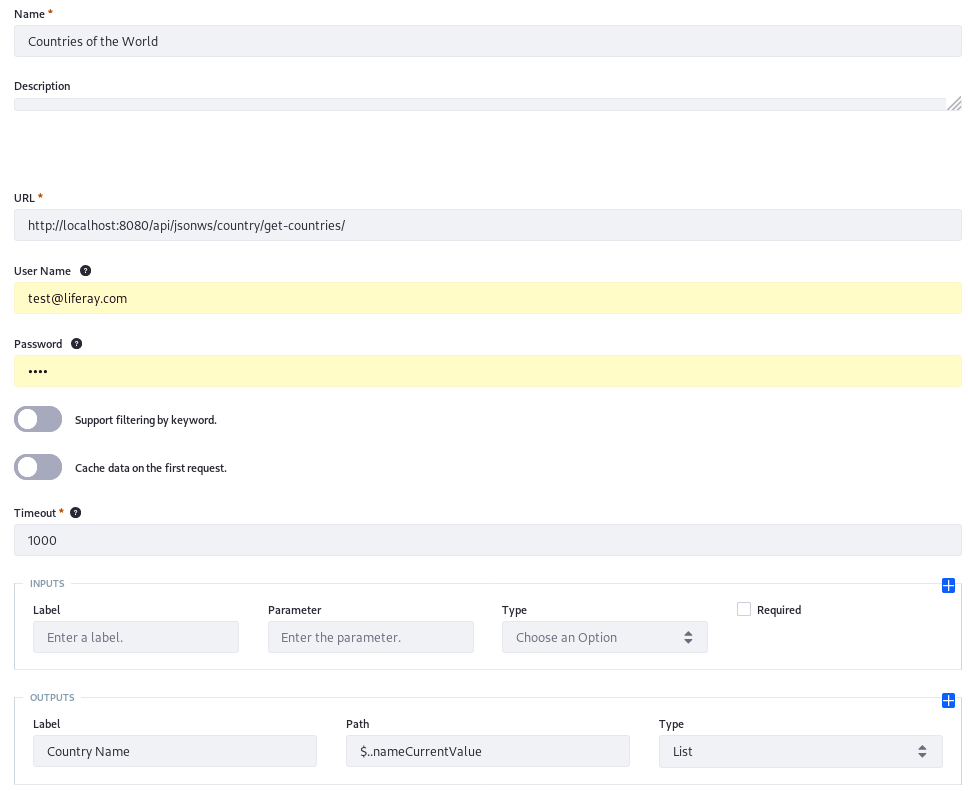 Name *
Countries of the World
Description
URL *
http://localhost:8080/api/jsonws/country/get-countries/
User Name ?
test@liferay.com
Password ?
••••
Support filtering by keyword.
Cache data on the first request.
Timeout * ?
1000
INPUTS
Label Parameter Type Required
Enter a label. Enter the parameter. Choose an Option
OUTPUTS
Label Path Type
Country Name $..nameCurrentValue List